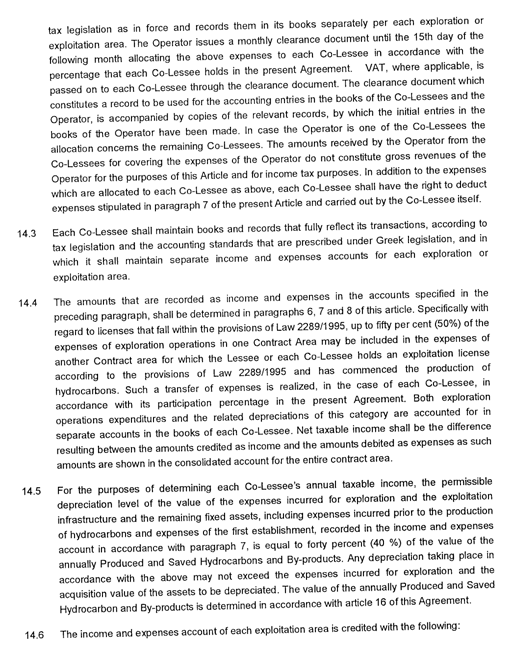 tax legislation as in force and records them in its books separately per each exploration or
exploitation area. The Operator issues a monthly clearance document until the 15th day of the
following month allocating the above expenses to each Co-Lessee in accordance with the
percentage that each Co-Lessee holds in the present Agreement. VAT, where applicable, is
passed on to each Co-Lessee through the clearance document. The clearance document which
constitutes a record to be used for the accounting entries in the books of the Co-Lessees and the
Operator, is accompanied by copies of the relevant records, by which the initial entries in the
books of the Operator have been made. In case the Operator is one of the Co-Lessees the
allocation concerns the remaining Co-Lessees. The amounts received by the Operator from the
Co-Lessees for covering the expenses of the Operator do not constitute gross revenues of the
Operator for the purposes of this Article and for income tax purposes. In addition to the expenses
which are allocated to each Co-Lessee as above, each Co-Lessee shall have the right to deduct
expenses stipulated in paragraph 7 of the present Article and carried out by the Co-Lessee itself.
14.3 Each Co-Lessee shall maintain books and records that fully reflect its transactions, according to
tax legislation and the accounting standards that are prescribed under Greek legislation, and in
which it shall maintain separate income and expenses accounts for each exploration or
exploitation area.
14.4 The amounts that are recorded as income and expenses in the accounts specified in the
preceding paragraph, shall be determined in paragraphs 6, 7 and 8 of this article. Specifically with
regard to licenses that fall within the provisions of Law 2289/1995, up to fifty per cent (50%) of the
expenses of exploration operations in one Contract Area may be included in the expenses of
another Contract area for which the Lessee or each Co-Lessee holds an exploitation license
according to the provisions of Law 2289/1995 and has commenced the production of
hydrocarbons. Such a transfer of expenses is realized, in the case of each Co-Lessee, in
accordance with its participation percentage in the present Agreement. Both exploration
operations expenditures and the related depreciations of this category are accounted for in
separate accounts in the books of each Co-Lessee. Net taxable income shall be the difference
resulting between the amounts credited as income and the amounts debited as expenses as such
amounts are shown in the consolidated account for the entire contract area.
14.5 For the purposes of determining each Co-Lessee's annual taxable income, the permissible
depreciation level of the value of the expenses incurred for exploration and the exploitation
infrastructure and the remaining fixed assets, including expenses incurred prior to the production
of hydrocarbons and expenses of the first establishment, recorded in the income and expenses
account in accordance with paragraph 7, is equal to forty percent (40 %) of the value of the
annually Produced and Saved Hydrocarbons and By-products. Any depreciation taking place in
accordance with the above may not exceed the expenses incurred for exploration and the
acquisition value of the assets to be depreciated. The value of the annually Produced and Saved
Hydrocarbon and By-products is determined in accordance with article 16 of this Agreement.
14.6 The income and expenses account of each exploitation area is credited with the following: